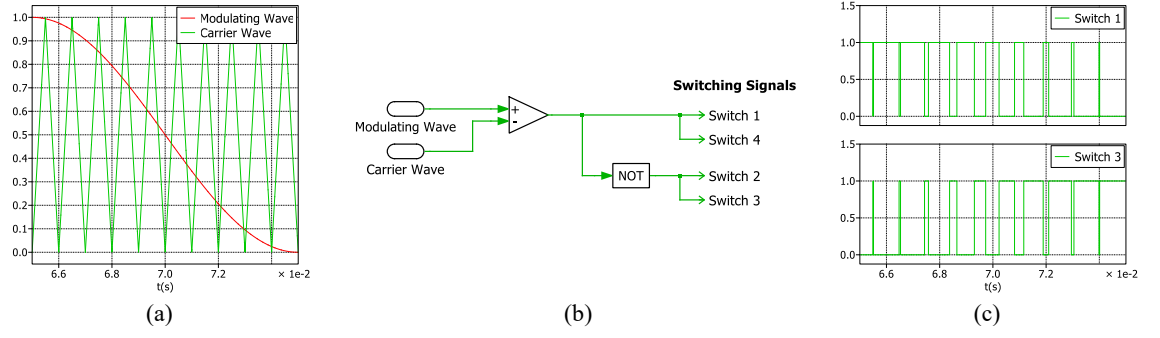 Modulating Wave
Carrier Wave
1.0
0.9
0.8
0.7
0.6
0.5
0.4
0.3
0.2
0.1
0.0
6.6 6.8 7.0 7.2 × 1e-2
t(s)
(a)
Switching Signals
Modulating Wave
Carrier Wave
+
-
NOT
Switch 1
Switch 4
Switch 2
Switch 3
(b)
1.5
1.0
0.5
0.0
Switch 1
1.5
1.0
0.5
0.0
Switch 3
6.6 6.8 7.0 7.2 × 1e-2
t(s)
(c)